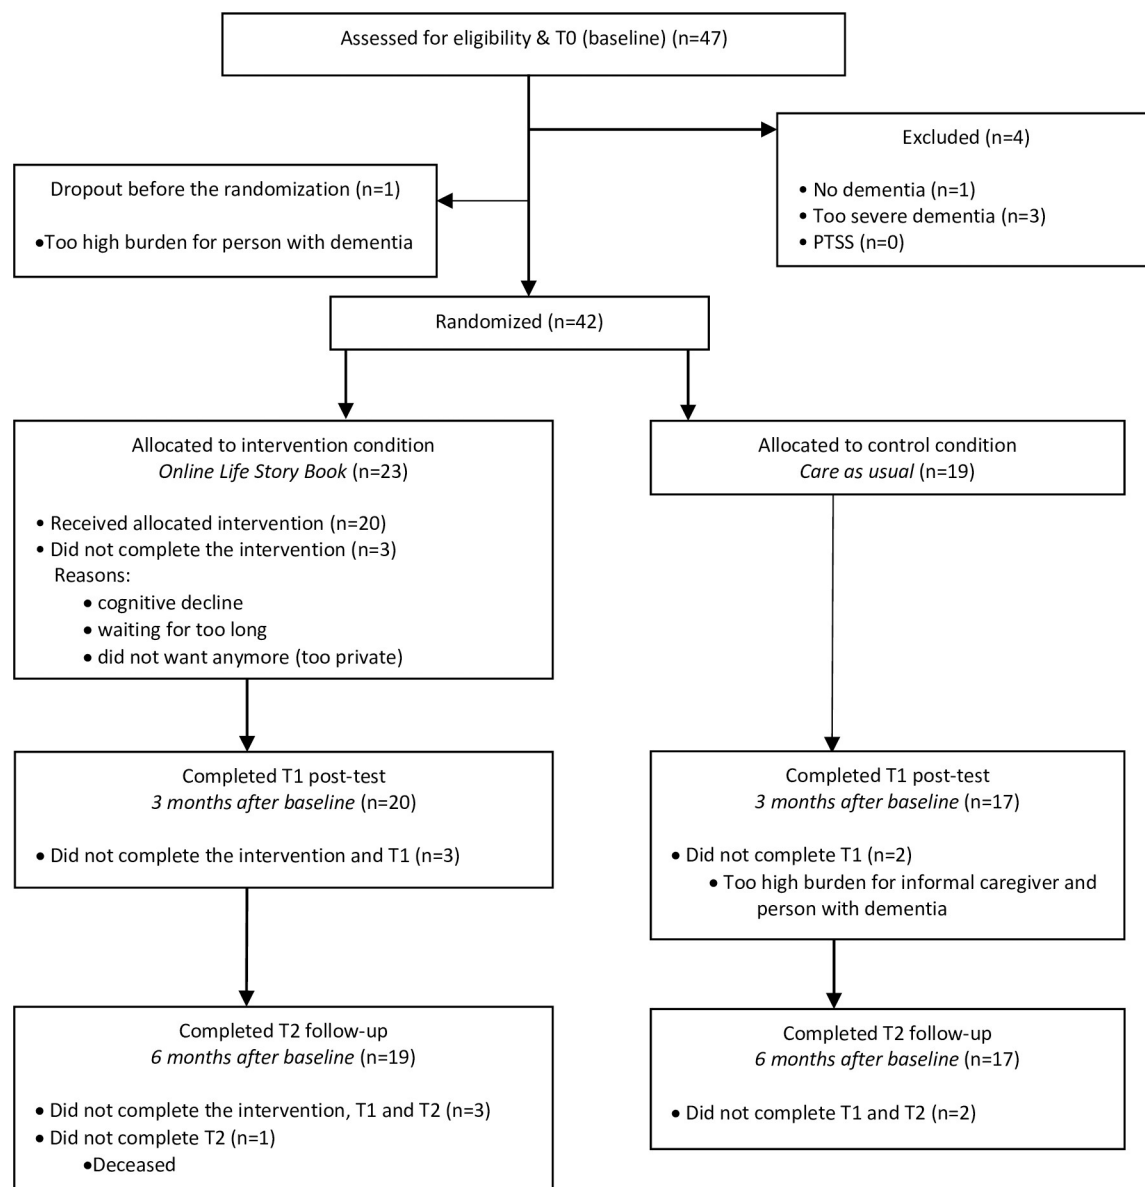 Assessed for eligibility & T0 (baseline) (n=47)
Excluded (n=4)
• No dementia (n=1)
• Too severe dementia (n=3)
• PTSS (n=0)
Dropout before the randomization (n=1)
•Too high burden for person with dementia
Randomized (n=42)
Allocated to intervention condition
Online Life Story Book (n=23)
• Received allocated intervention (n=20)
• Did not complete the intervention (n=3)
Reasons:
• cognitive decline
• waiting for too long
• did not want anymore (too private)
Allocated to control condition
Care as usual (n=19)
Completed T1 post-test
3 months after baseline (n=20)
• Did not complete the intervention and T1 (n=3)
Completed T1 post-test
3 months after baseline (n=17)
• Did not complete T1 (n=2)
• Too high burden for informal caregiver and
person with dementia
Completed T2 follow-up
6 months after baseline (n=19)
• Did not complete the intervention, T1 and T2 (n=3)
• Did not complete T2 (n=1)
•Deceased
Completed T2 follow-up
6 months after baseline (n=17)
• Did not complete T1 and T2 (n=2)